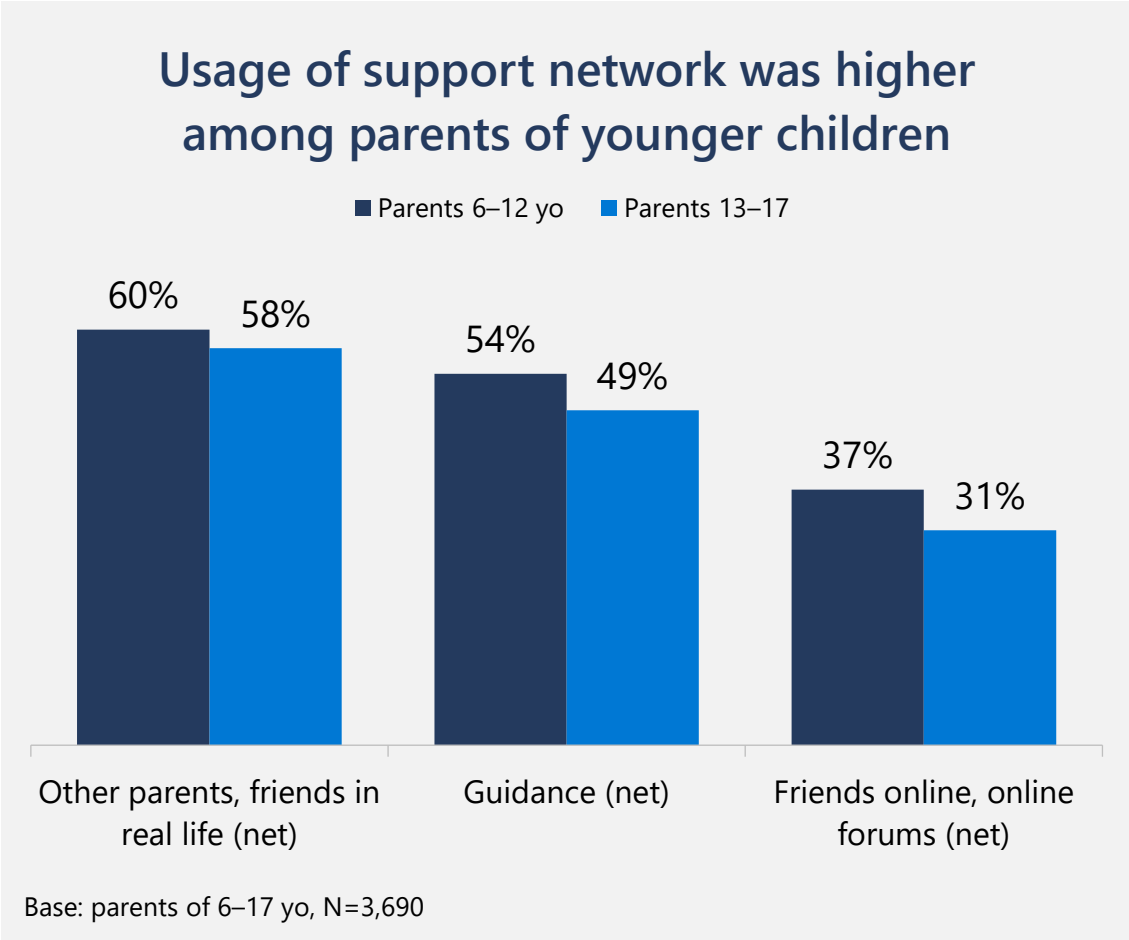 Usage of support network was higher
among parents of younger children
Parents 6–12 yo Parents 13–17
60% 58% 54% 49% 37% 31%
Other parents, friends in
real life (net)
Guidance (net)
Friends online, online
forums (net)
Base: parents of 6–17 yo, N=3,690